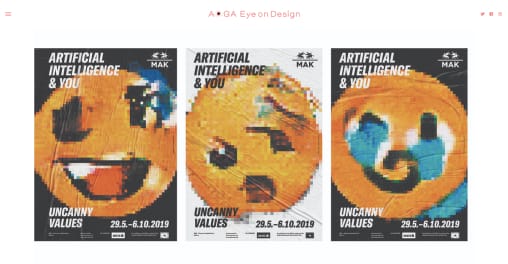 AIGA Eye on Design
ARTIFICIAL
INTELLIGENCE
& YOU
MAK
UNCANNY
VALUES
29.5.–6.10.2019
ARTIFICIAL
INTELLIGENCE
& YOU
MAK
UNCANNY
VALUES
29.5.–6.10.2019
ARTIFICIAL
INTELLIGENCE
& YOU
MAK
UNCANNY
VALUES
29.5.–6.10.2019